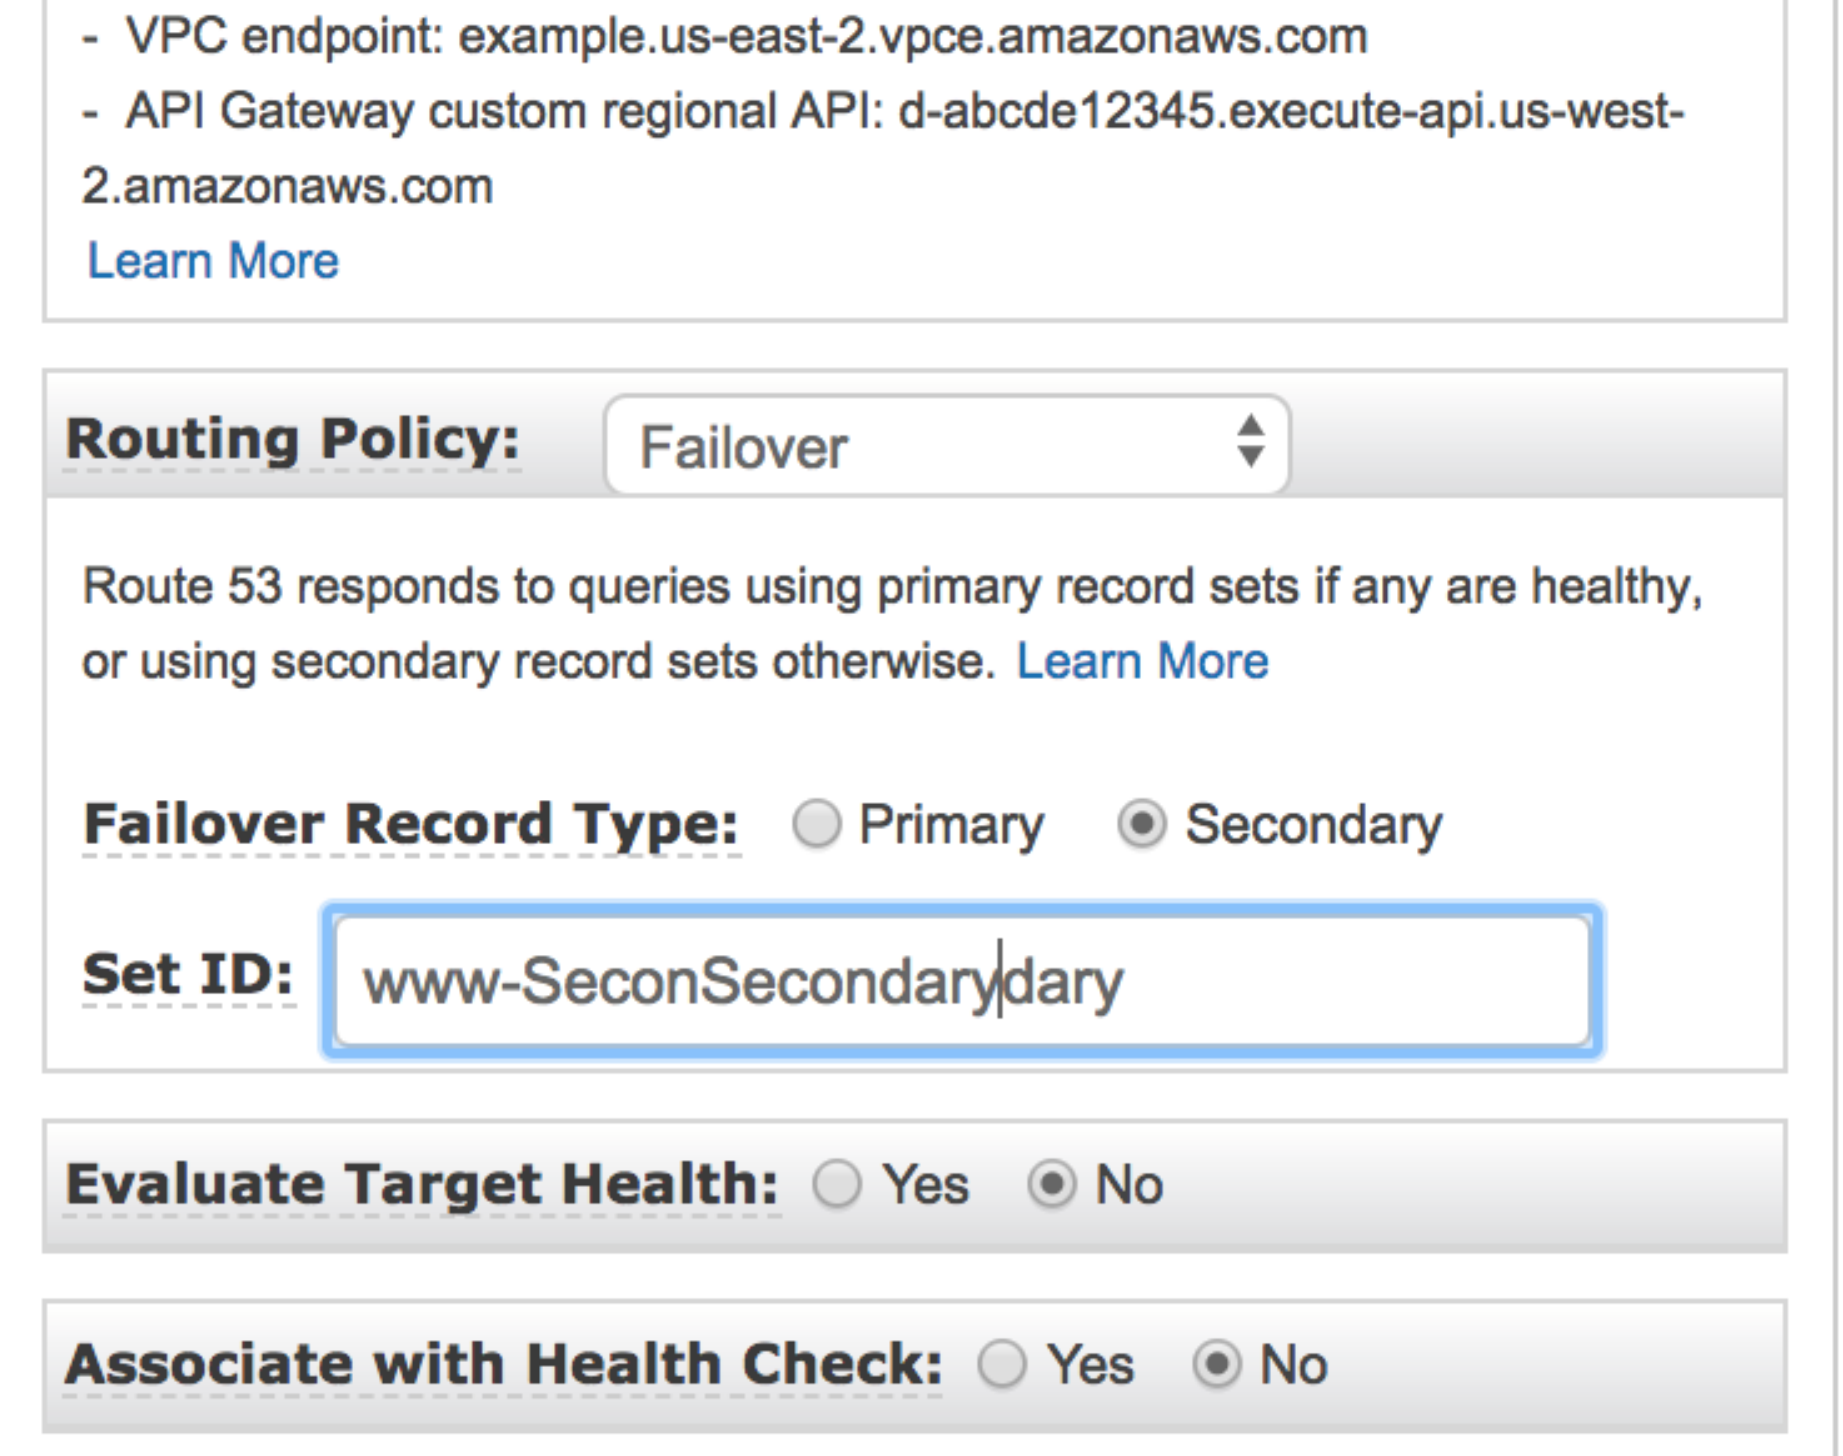 - VPC endpoint: example.us-east-2.vpce.amazonaws.com
- API Gateway custom regional API: d-abcde12345.execute-api.us-west-
2.amazonaws.com
Learn More
Routing Policy: Failover
Route 53 responds to queries using primary record sets if any are healthy,
or using secondary record sets otherwise. Learn More
Failover Record Type: Primary Secondary
Set ID: www-SeconSecondarydary
Evaluate Target Health: Yes No
Associate with Health Check: Yes No